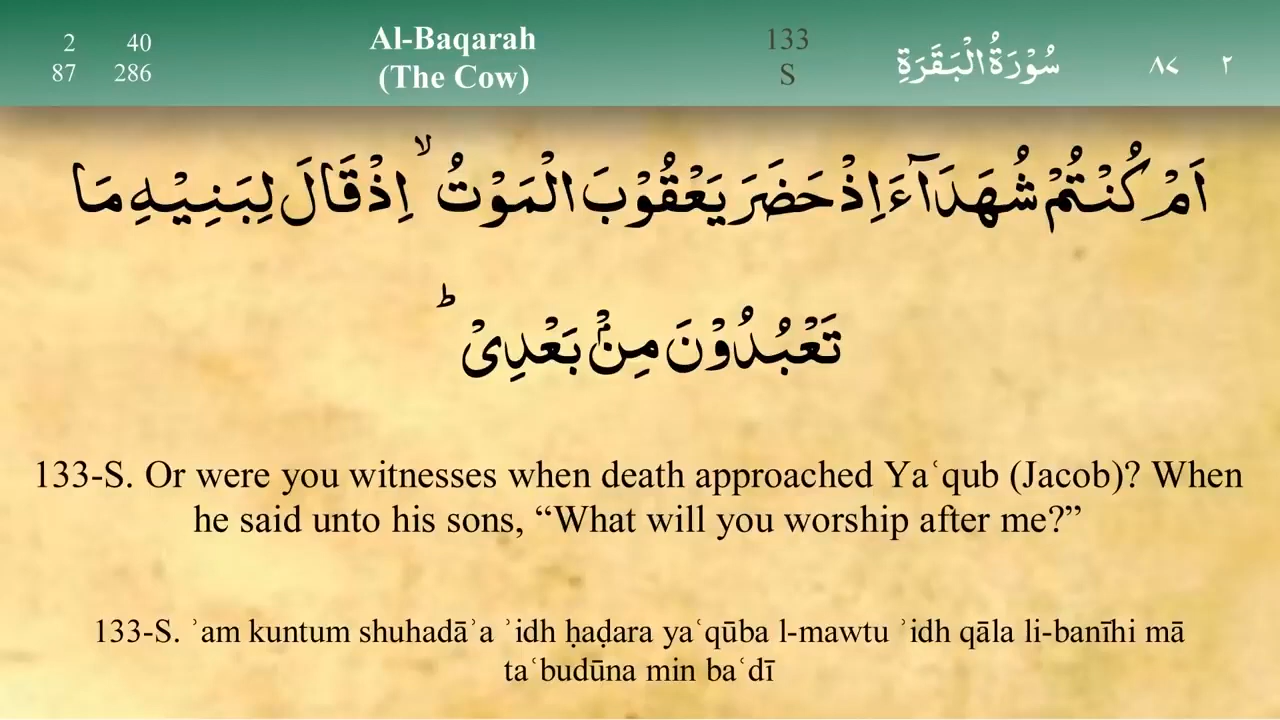 2 40 Al-Baqarah 133 سُوْرَةُ الْبَقَرَةِ ٨٧ ٢
87 286 (The Cow) S
اَمْ كُنْتُمْ شُهَدَآءَ اِذْ حَضَرَ يَعْقُوْبَ الْمَوْتُ ۙ اِذْ قَالَ لِبَنِيْهِ مَا
تَعْبُدُوْنَ مِنْۢ بَعْدِىْ ؕ
133-S. Or were you witnesses when death approached Yaʿqub (Jacob)? When
he said unto his sons, “What will you worship after me?”
133-S. ʾam kuntum shuhadāʾa ʾidh ḥaḍara yaʿqūba l-mawtu ʾidh qāla li-banīhi mā
taʿbudūna min baʿdī